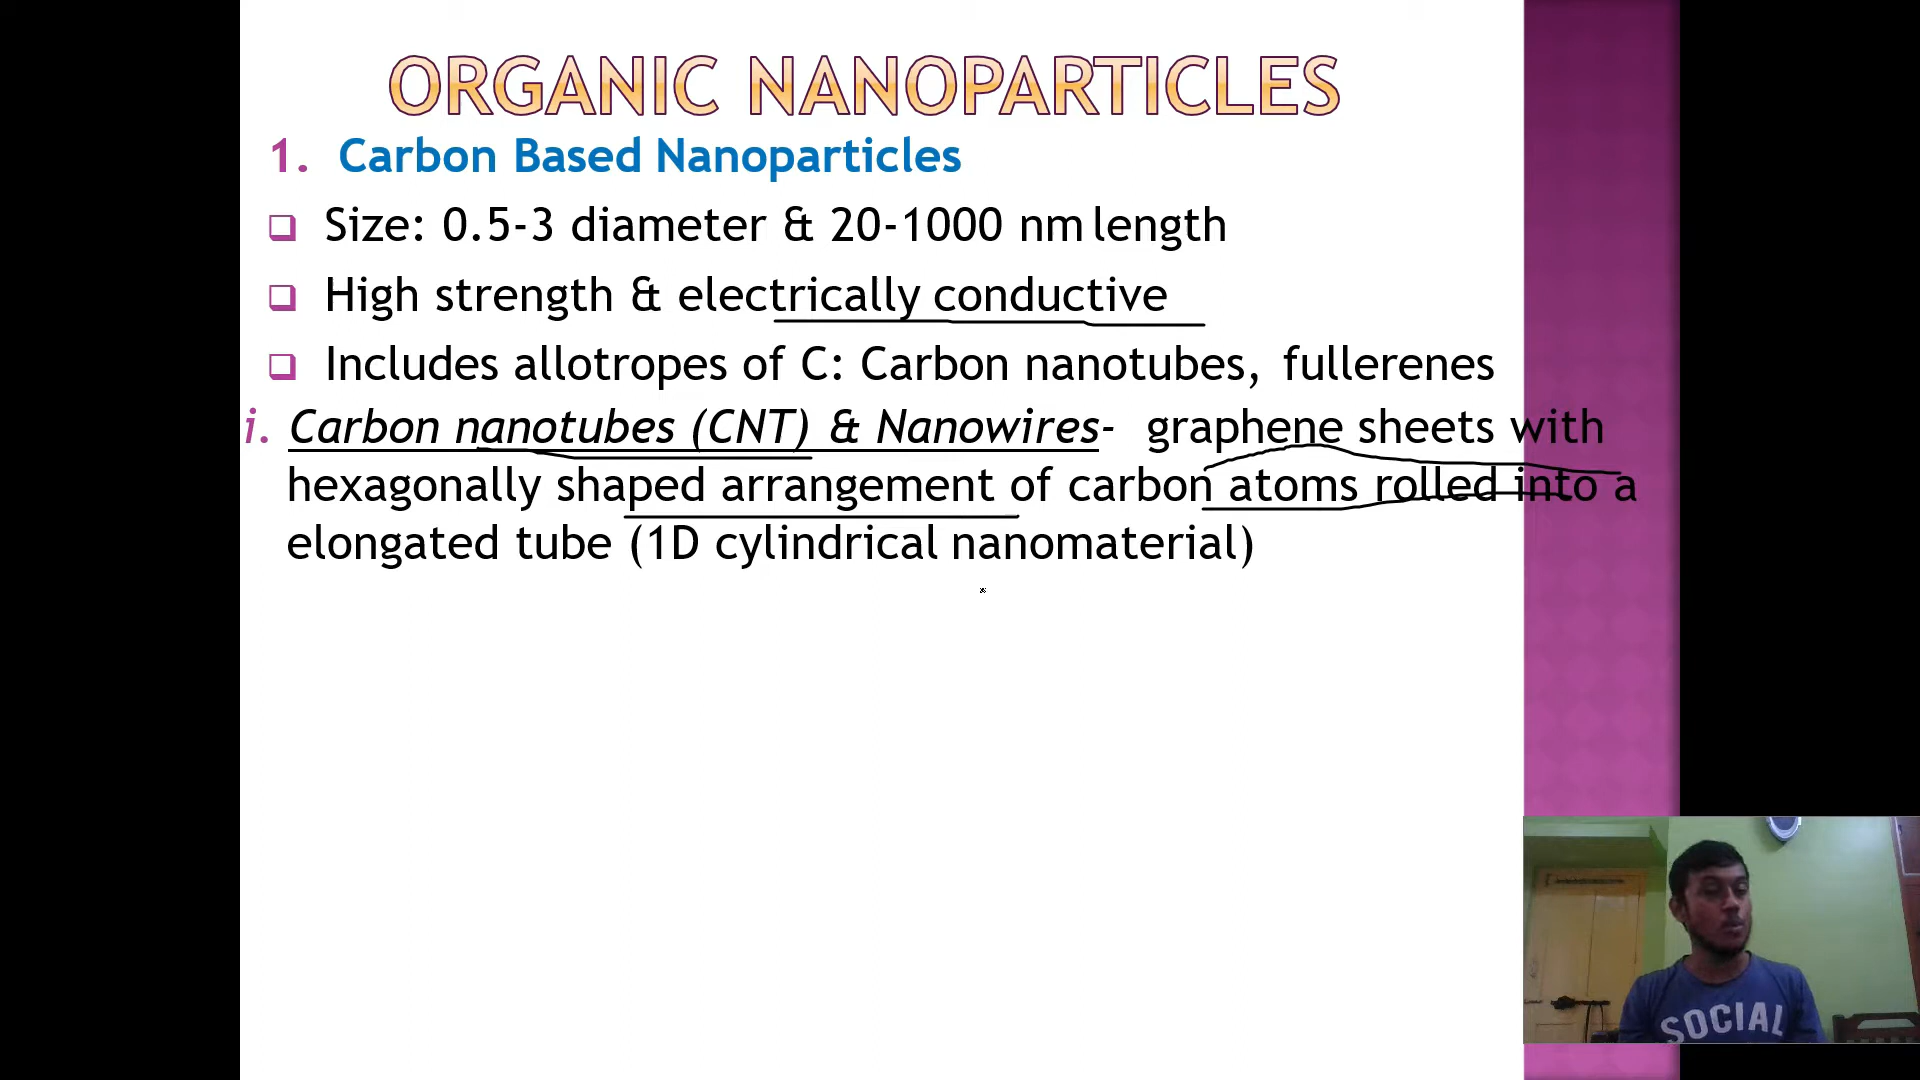 ORGANIC NANOPARTICLES
1. Carbon Based Nanoparticles
Size: 0.5-3 diameter & 20-1000 nm length
High strength & electrically conductive
Includes allotropes of C: Carbon nanotubes, fullerenes
i. Carbon nanotubes (CNT) & Nanowires- graphene sheets with
hexagonally shaped arrangement of carbon atoms rolled into a
elongated tube (1D cylindrical nanomaterial)
SOCIAL